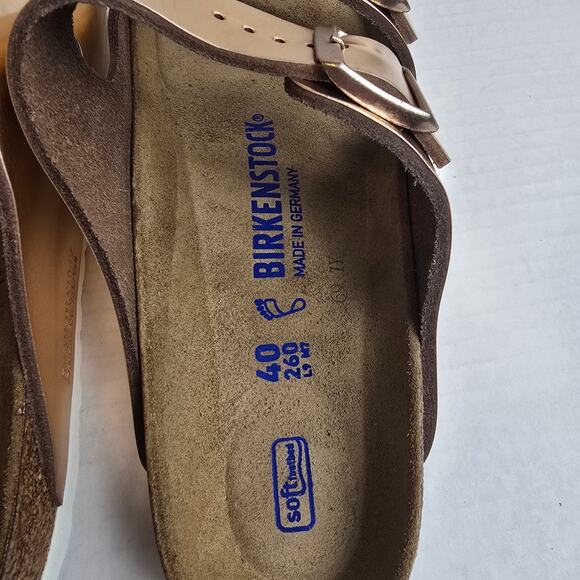 BIRKENSTOCK®
MADE IN GERMANY
40
260
L9 M7
soft footbed